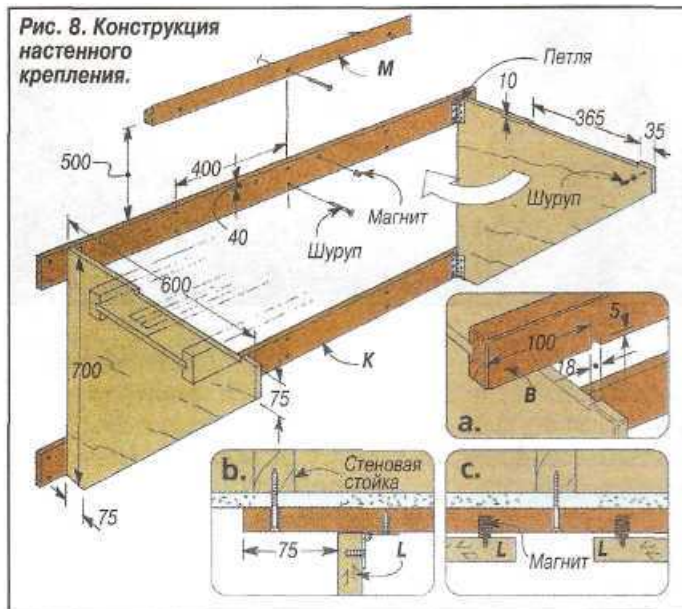 Рис. 8. Конструкция
настенного
крепления.
M
Петля
10
365
35
500
400
Шуруп
Магнит
40
Шуруп
600
700
K
75
75
5
100
18
B
a.
b.
Стеновая
стойка
75
L
c.
L
L
Магнит